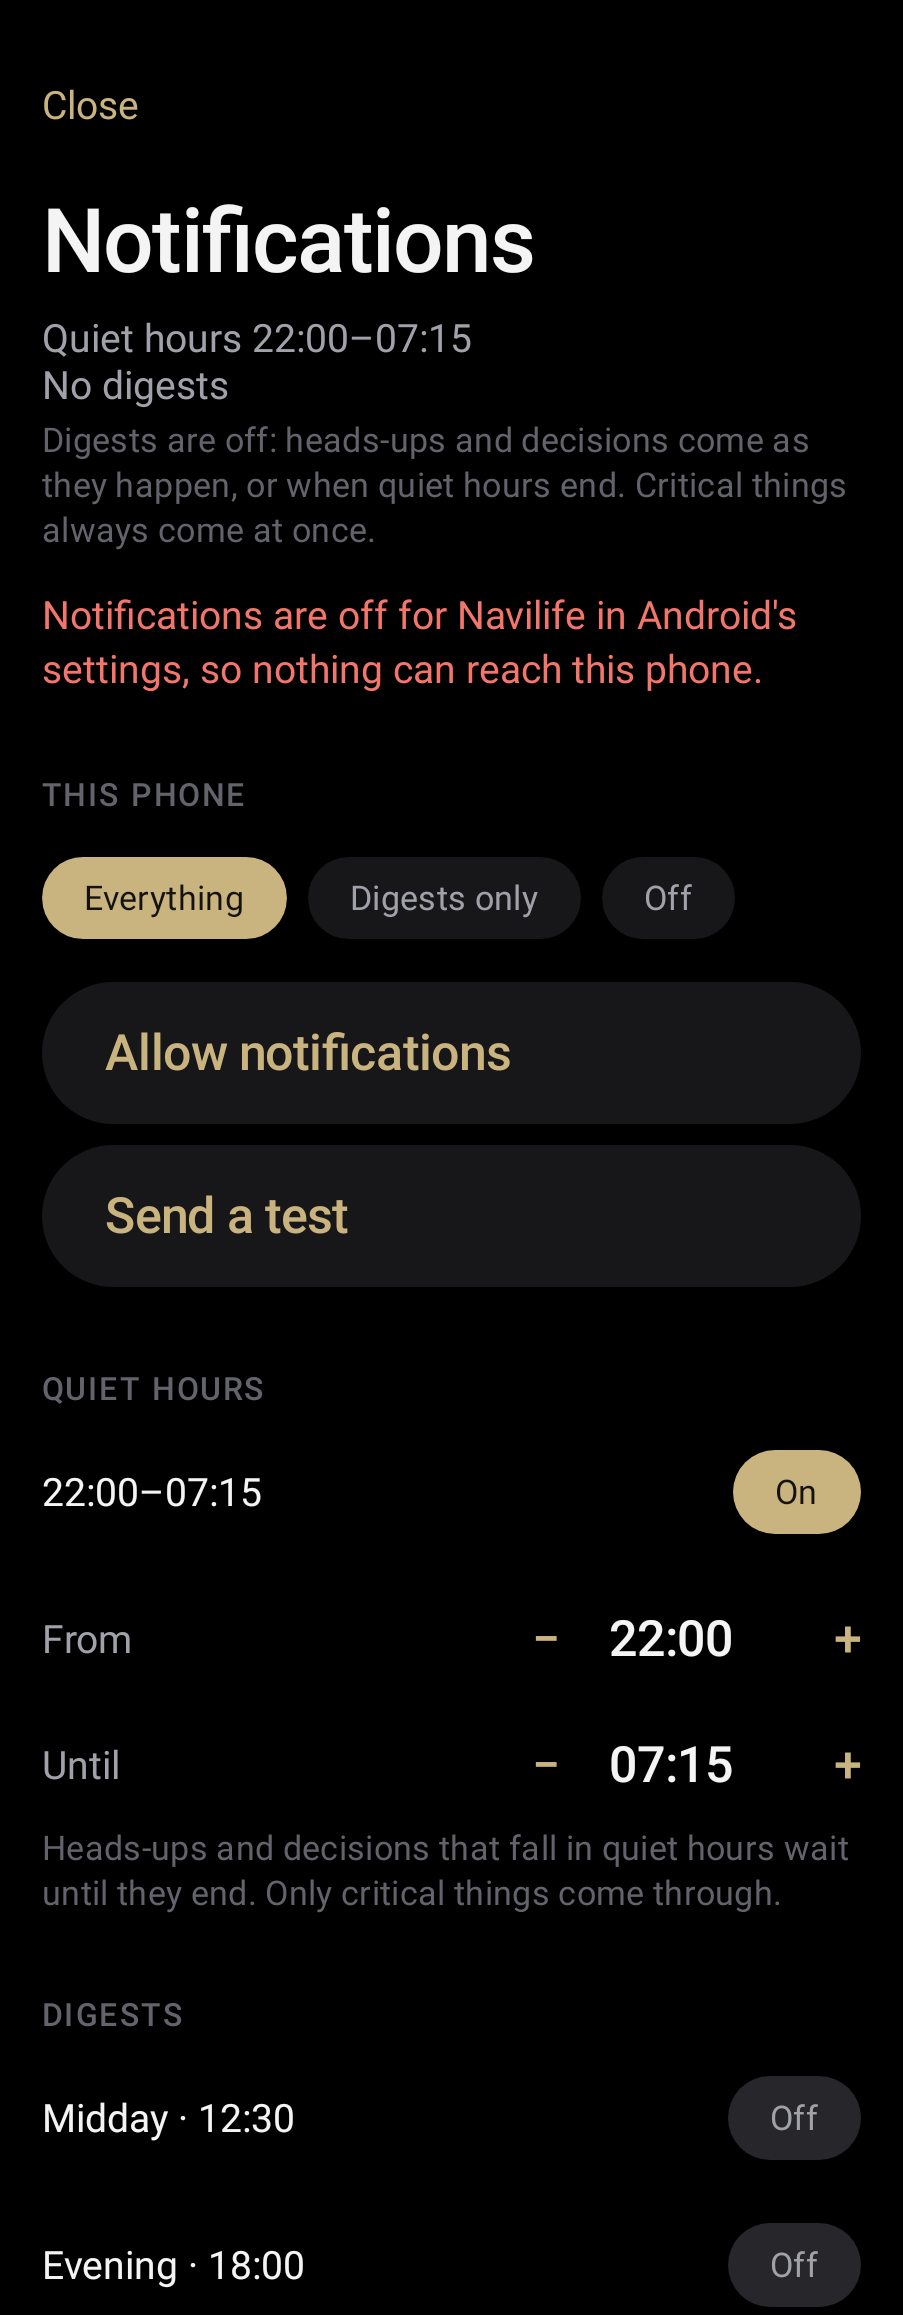 Close
Notifications
Quiet hours 22:00–07:15
No digests
Digests are off: heads-ups and decisions come as
they happen, or when quiet hours end. Critical things
always come at once.
Notifications are off for Navilife in Android's
settings, so nothing can reach this phone.
THIS PHONE
Everything Digests only Off
Allow notifications
Send a test
QUIET HOURS
22:00–07:15 On
From − 22:00 +
Until − 07:15 +
Heads-ups and decisions that fall in quiet hours wait
until they end. Only critical things come through.
DIGESTS
Midday · 12:30 Off
Evening · 18:00 Off